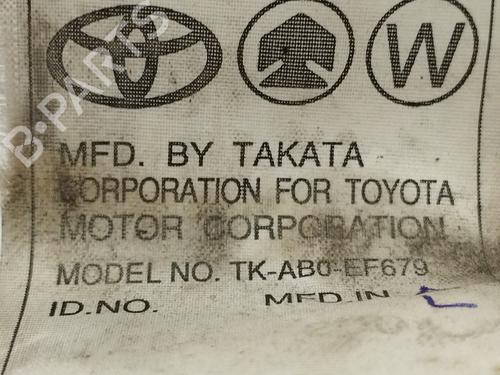 W
B-PARTS
MFD. BY TAKATA
CORPORATION FOR TOYOTA
MOTOR CORPORATION
MODEL NO. TK-AB0-EF679
ID.NO. MFD.IN